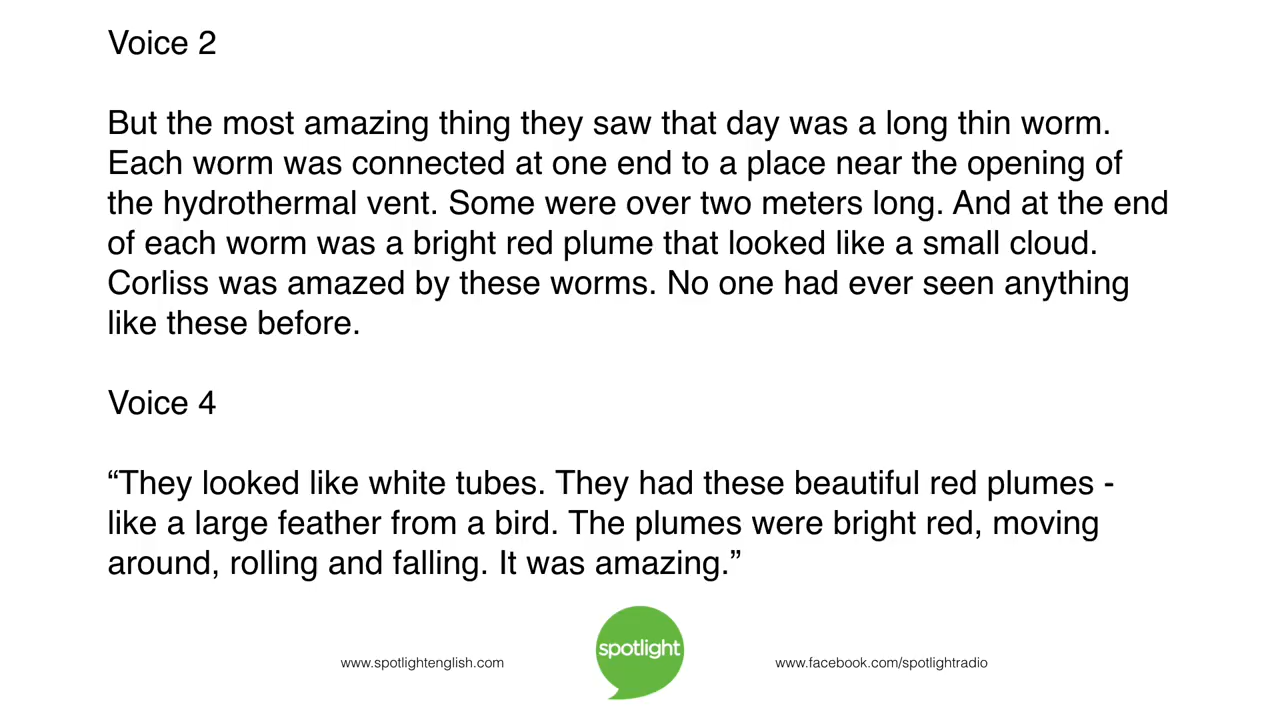 Voice 2
But the most amazing thing they saw that day was a long thin worm.
Each worm was connected at one end to a place near the opening of
the hydrothermal vent. Some were over two meters long. And at the end
of each worm was a bright red plume that looked like a small cloud.
Corliss was amazed by these worms. No one had ever seen anything
like these before.
Voice 4
“They looked like white tubes. They had these beautiful red plumes -
like a large feather from a bird. The plumes were bright red, moving
around, rolling and falling. It was amazing.”
www.spotlightenglish.com
spotlight
www.facebook.com/spotlightradio